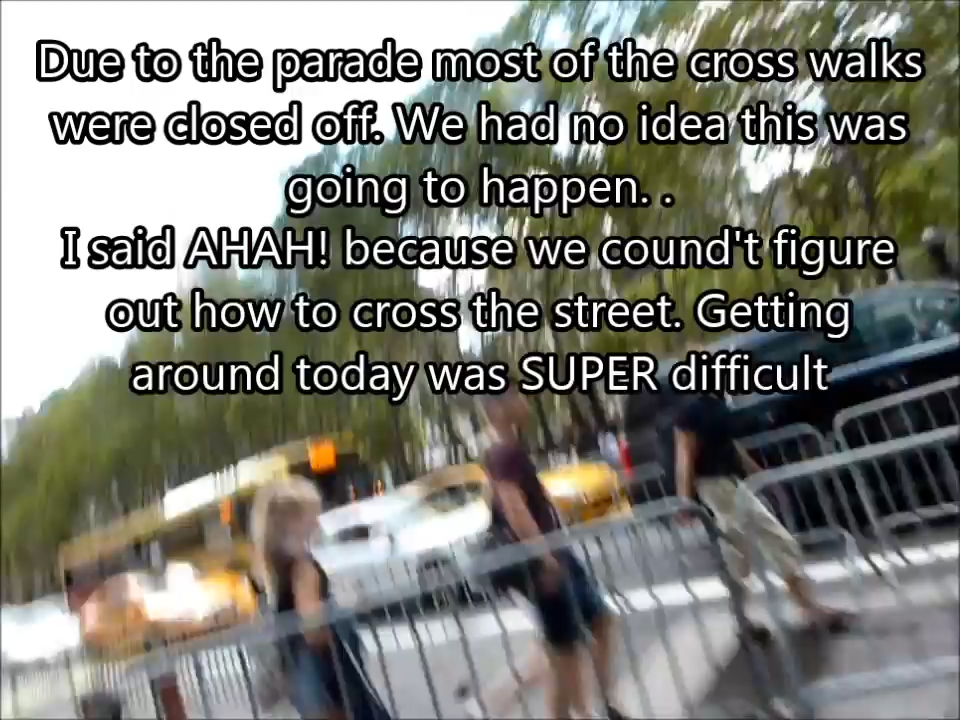 Due to the parade most of the cross walks
were closed off. We had no idea this was
going to happen. .
I said AHAH! because we cound't figure
out how to cross the street. Getting
around today was SUPER difficult